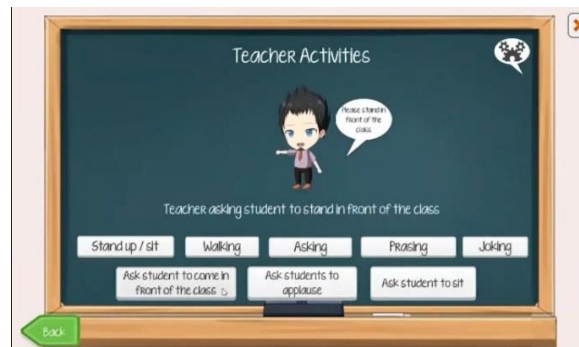 Teacher Activities
Please stand in
front of the
class
Teacher asking student to stand in front of the class
Stand up / sit
Walking
Asking
Prasing
Joking
Ask student to come in
front of the class
Ask students to
applause
Ask student to sit
Back